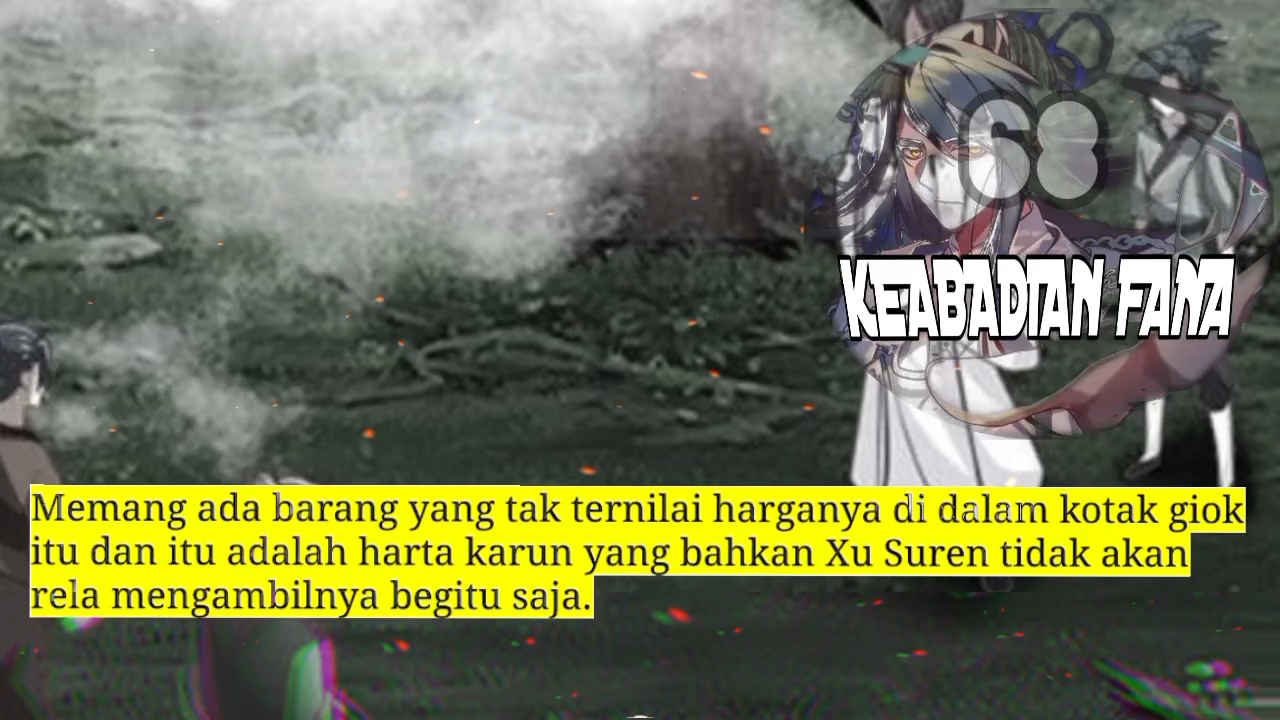 68
KEABADIAN FANA
Memang ada barang yang tak ternilai harganya di dalam kotak giok
itu dan itu adalah harta karun yang bahkan Xu Suren tidak akan
rela mengambilnya begitu saja.